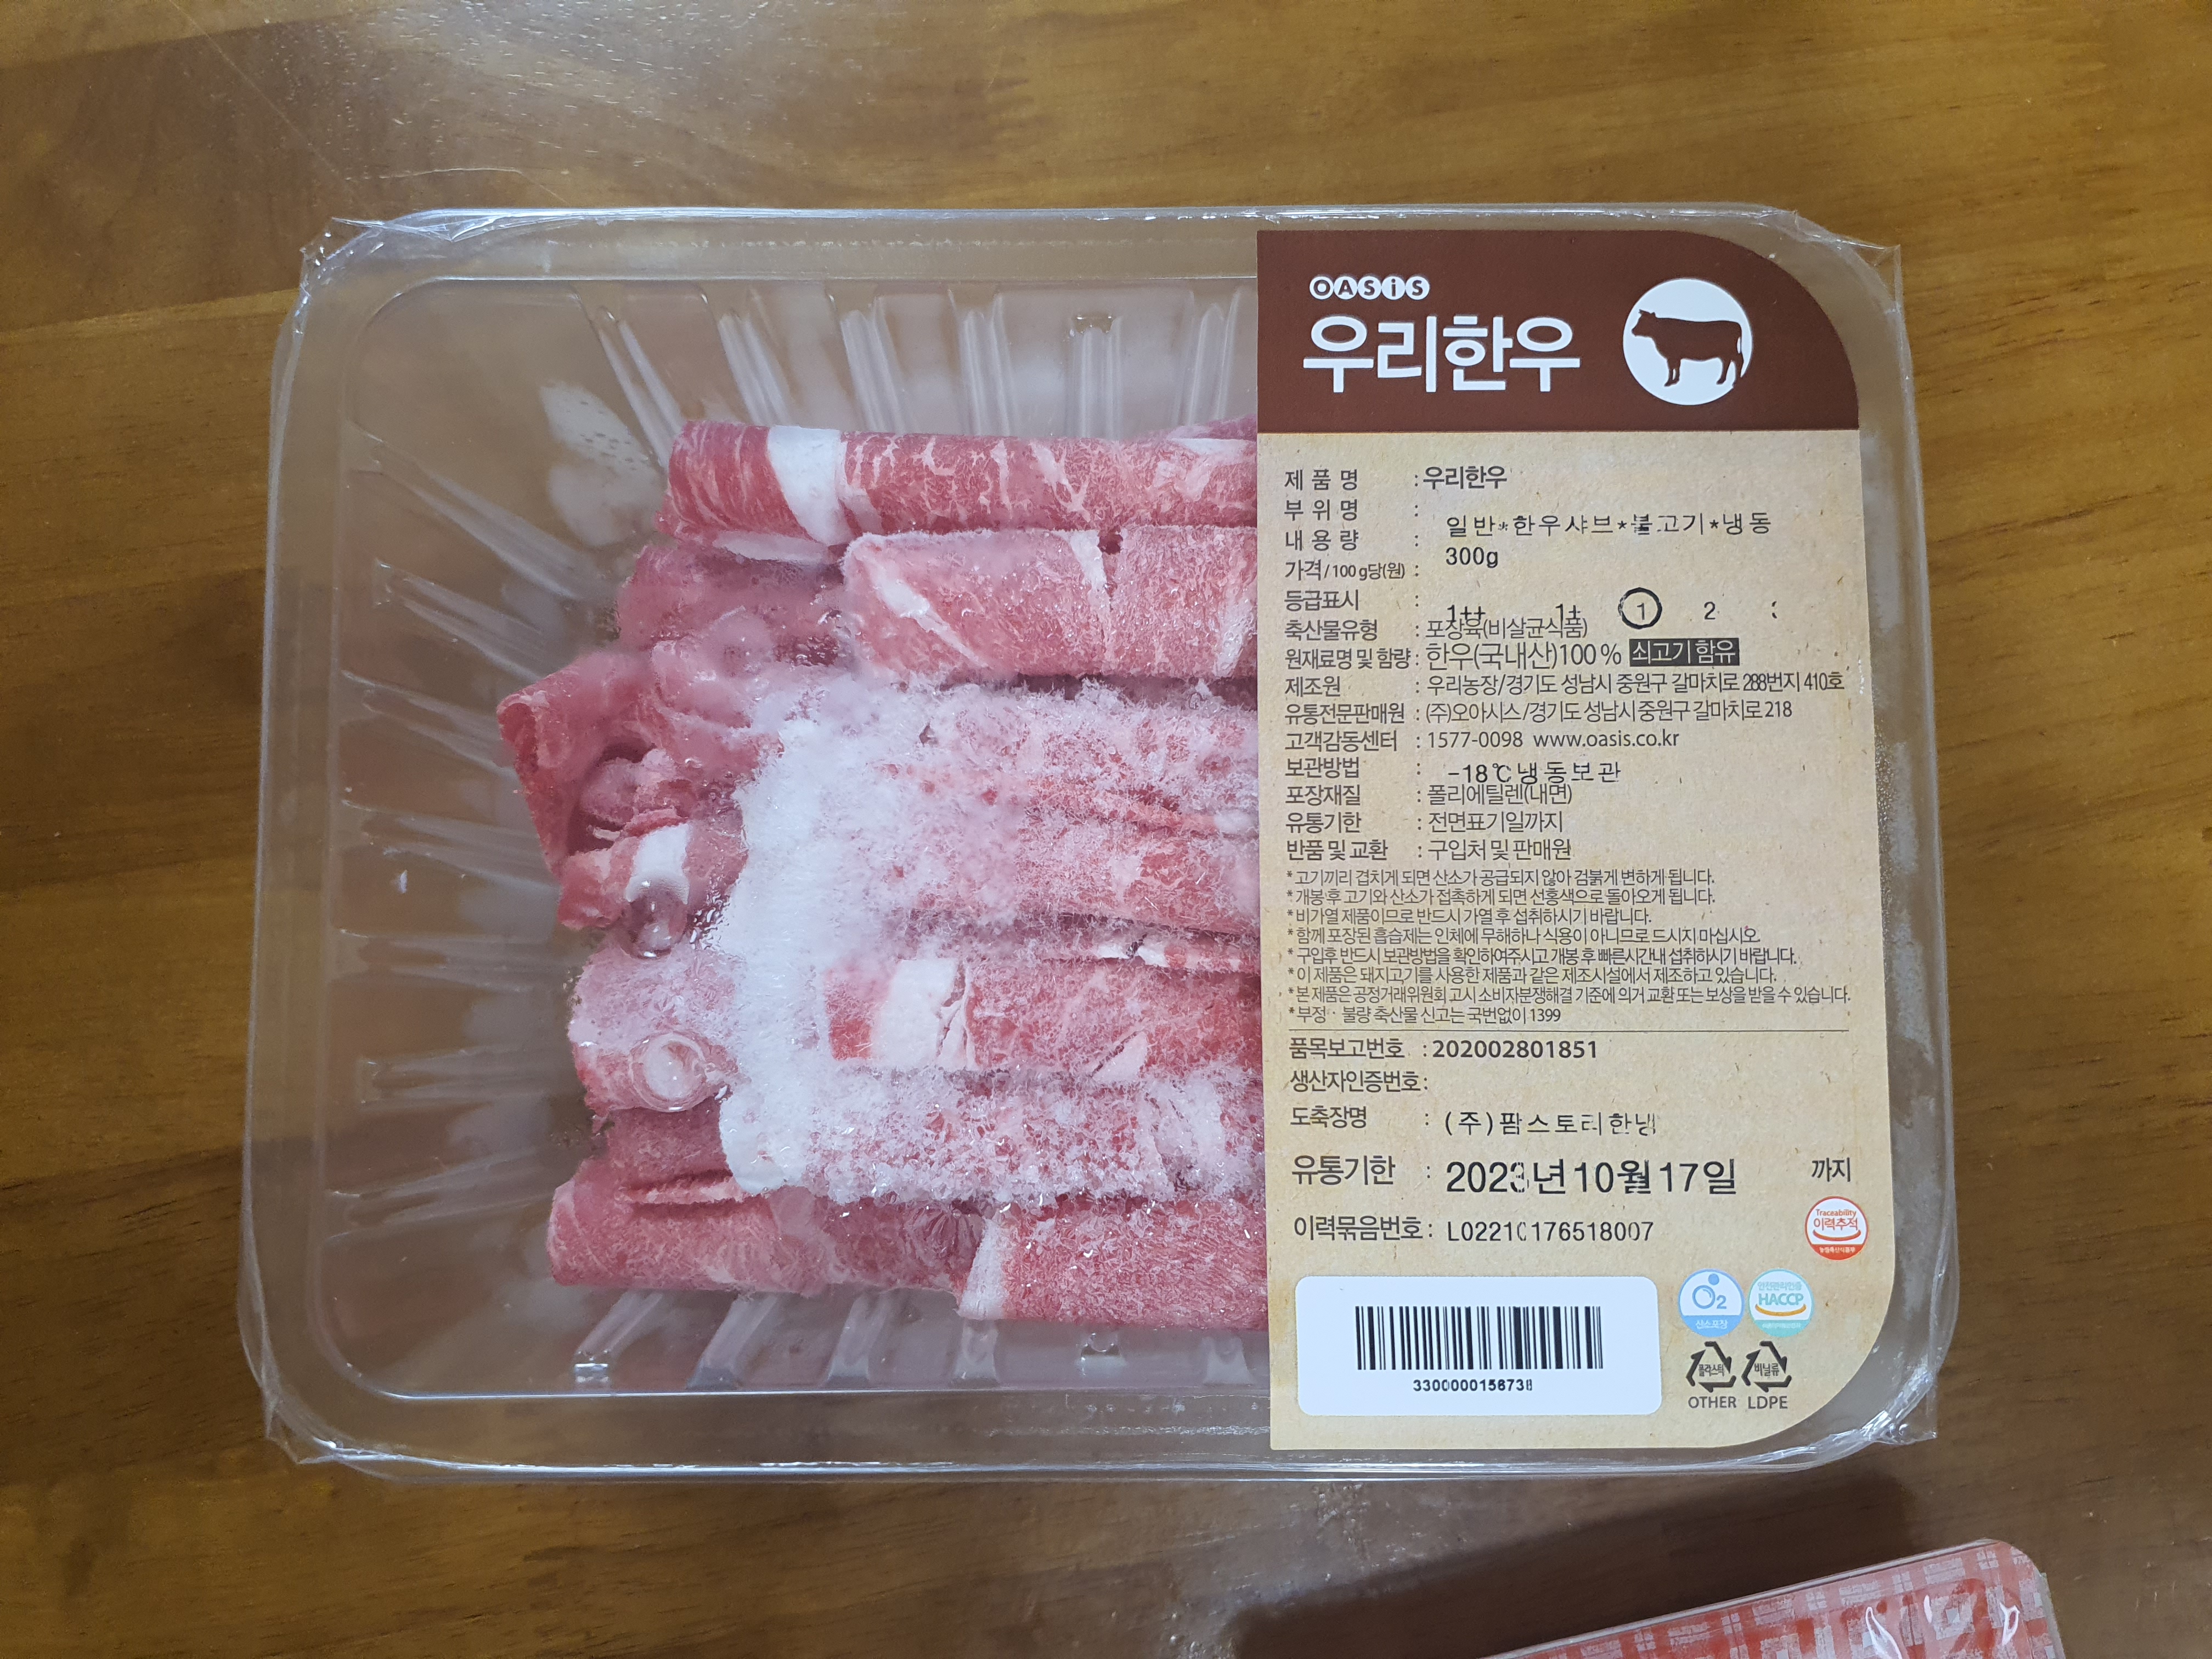 OASiS
우리한우
제 품 명 : 우리한우
부 위 명 : 일반*한우샤브*불고기*냉동
내 용 량 : 300g
가격/100g당(원) :
등급표시 : 1++ 1+ 1 2
축산물유형 : 포장육(비살균식품)
원재료명 및 함량 : 한우(국내산)100% 쇠고기 함유
제조원 : 우리농장/경기도 성남시 중원구 갈마치로 288번지 410호
유통전문판매원 : (주)오아시스/경기도 성남시 중원구 갈마치로 218
고객감동센터 : 1577-0098 www.oasis.co.kr
보관방법 : -18℃냉동보관
포장재질 : 폴리에틸렌(내면)
유통기한 : 전면표기일까지
반품 및 교환 : 구입처 및 판매원
* 고기끼리 겹치게 되면 산소가 공급되지 않아 검붉게 변하게 됩니다.
* 개봉 후 고기와 산소가 접촉하게 되면 선홍색으로 돌아오게 됩니다.
* 비가열 제품이므로 반드시 가열 후 섭취하시기 바랍니다.
* 함께 포장된 흡습제는 인체에 무해하나 식용이 아니므로 드시지 마십시오.
* 구입후 반드시 보관방법을 확인하여주시고 개봉 후 빠른시간내 섭취하시기 바랍니다.
* 이 제품은 돼지고기를 사용한 제품과 같은 제조시설에서 제조하고 있습니다.
* 본 제품은 공정거래위원회 고시 소비자분쟁해결 기준에 의거 교환 또는 보상을 받을 수 있습니다.
* 부정 · 불량 축산물 신고는 국번없이 1399
품목보고번호 : 202002801851
생산자인증번호 :
도축장명 : (주)팜스토리한냉
유통기한 : 2023년10월17일 까지
이력묶음번호 : L02210176518007
Traceability
이력추적
O2
산소포장
안전관리인증
HACCP
3300000156738
플라스틱 비닐류
OTHER LDPE